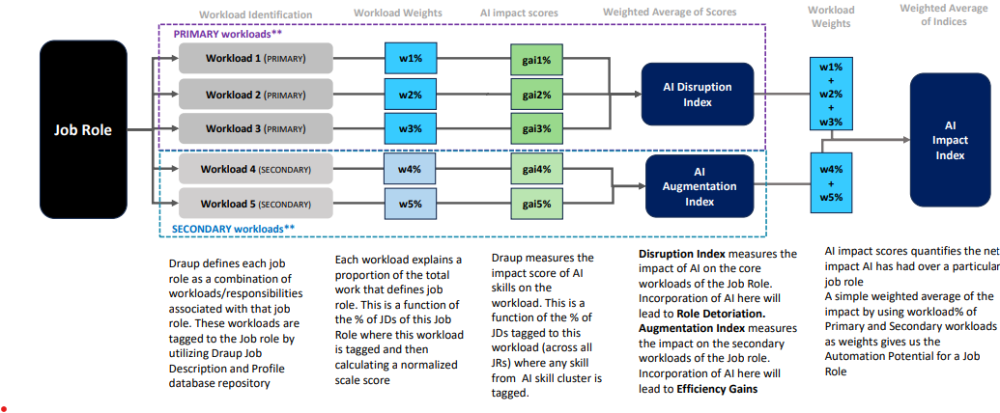 Workload Identification
Workload Weights
AI impact scores
Weighted Average of Scores
Workload
Weights
Weighted Average
of Indices
PRIMARY workloads**
Job Role
Workload 1 (PRIMARY)
w1%
gai1%
Workload 2 (PRIMARY)
w2%
gai2%
Workload 3 (PRIMARY)
w3%
gai3%
AI Disruption
Index
w1%
+
w2%
+
w3%
AI
Impact
Index
Workload 4 (SECONDARY)
w4%
gai4%
Workload 5 (SECONDARY)
w5%
gai5%
AI
Augmentation
Index
w4%
+
w5%
SECONDARY workloads**
Draup defines each job
role as a combination of
workloads/responsibilities
associated with that job
role. These workloads are
tagged to the Job role by
utilizing Draup Job
Description and Profile
database repository
Each workload explains a
proportion of the total
work that defines job
role. This is a function of
the % of JDs of this Job
Role where this workload
is tagged and then
calculating a normalized
scale score
Draup measures the
impact score of AI
skills on the
workload. This is a
function of the % of
JDs tagged to this
workload (across all
JRs) where any skill
from AI skill cluster is
tagged.
Disruption Index measures the
impact of AI on the core
workloads of the Job Role.
Incorporation of AI here will
lead to Role Detoriation.
Augmentation Index measures
the impact on the secondary
workloads of the Job role.
Incorporation of AI here will
lead to Efficiency Gains
AI impact scores quantifies the net
impact AI has had over a particular
job role
A simple weighted average of the
impact by using workload% of
Primary and Secondary workloads
as weights gives us the
Automation Potential for a Job
Role